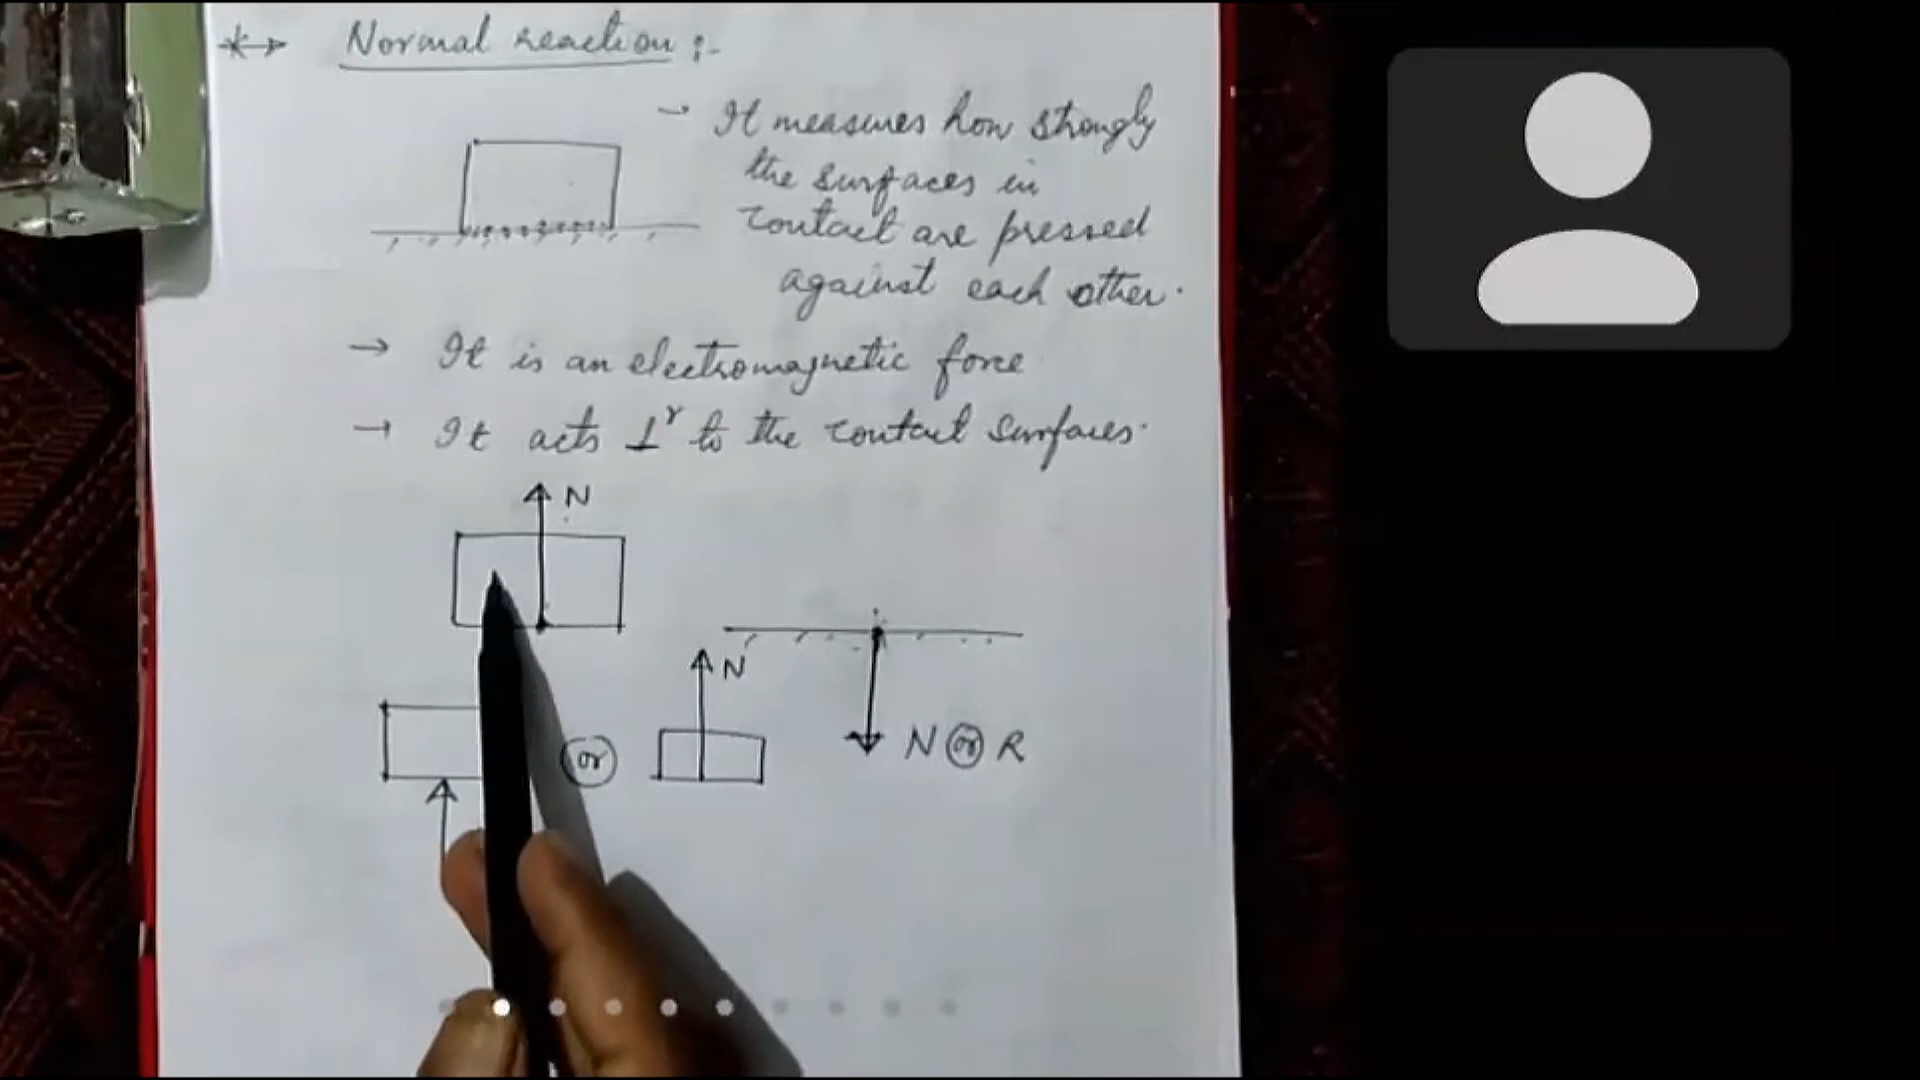 Normal reaction :-
- It measures how strongly
the surfaces in
contact are pressed
against each other.
→ It is an electromagnetic force
→ It acts ⊥r to the contact surfaces.
N
N
or
N or R